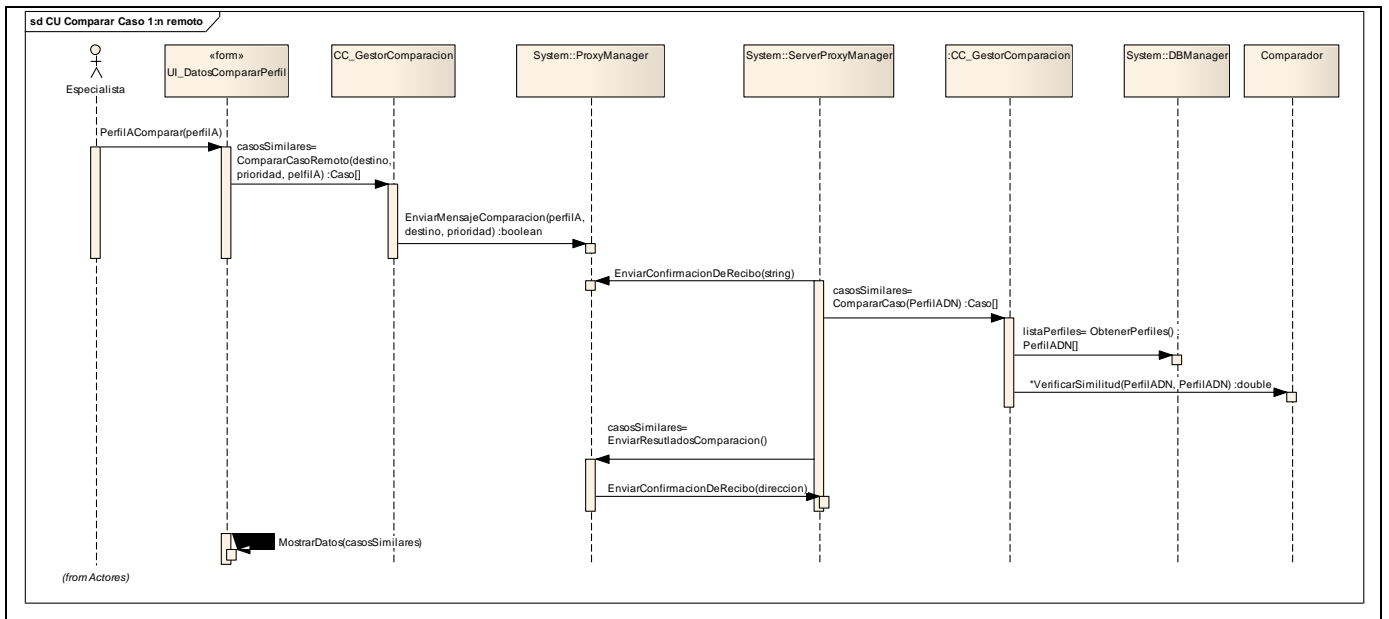 sd CU Comparar Caso 1:n remoto
Especialista
«form»
UI_DatosCompararPerfil
CC_GestorComparacion
System::ProxyManager
System::ServerProxyManager
:CC_GestorComparacion
System::DBManager
Comparador
PerfilAComparar(perfilA)
casosSimilares=
CompararCasoRemoto(destino,
prioridad, pelfilA) :Caso[]
EnviarMensajeComparacion(perfilA,
destino, prioridad) :boolean
EnviarConfirmacionDeRecibo(string)
casosSimilares=
CompararCaso(PerfilADN) :Caso[]
listaPerfiles= ObtenerPerfiles() :
PerfilADN[]
*VerificarSimilitud(PerfilADN, PerfilADN) :double
casosSimilares=
EnviarResutladosComparacion()
EnviarConfirmacionDeRecibo(direccion)
MostrarDatos(casosSimilares)
(from Actores)